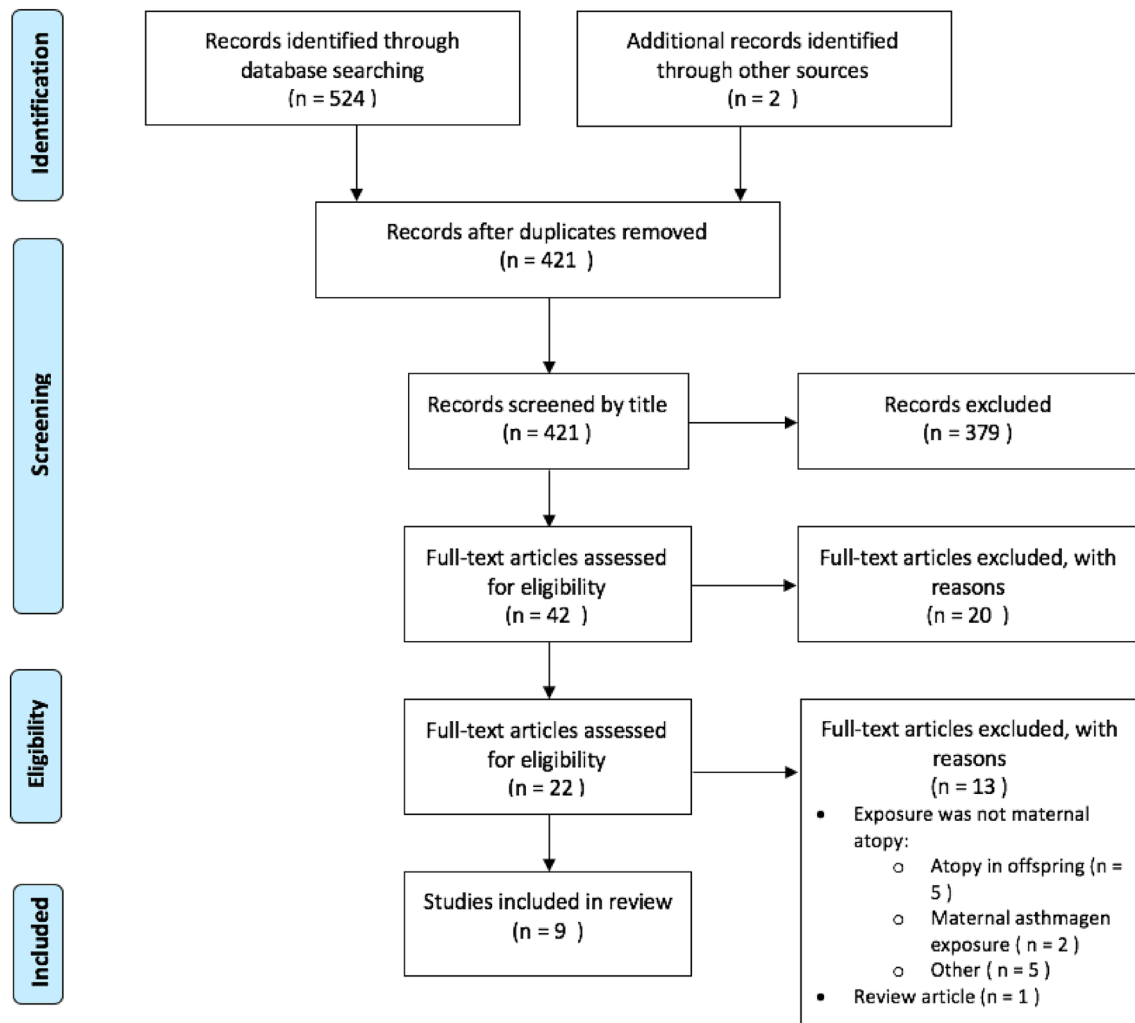 Identification
Records identified through
database searching
(n = 524 )
Additional records identified
through other sources
(n = 2 )
Records after duplicates removed
(n = 421 )
Screening
Records screened by title
(n = 421 )
Records excluded
(n = 379 )
Full-text articles assessed
for eligibility
(n = 42 )
Full-text articles excluded, with
reasons
(n = 20 )
Eligibility
Full-text articles assessed
for eligibility
(n = 22 )
Full-text articles excluded, with
reasons
(n = 13 )
• Exposure was not maternal
atopy:
o Atopy in offspring (n =
5 )
o Maternal asthmagen
exposure ( n = 2 )
o Other ( n = 5 )
• Review article (n = 1 )
Included
Studies included in review
(n = 9 )